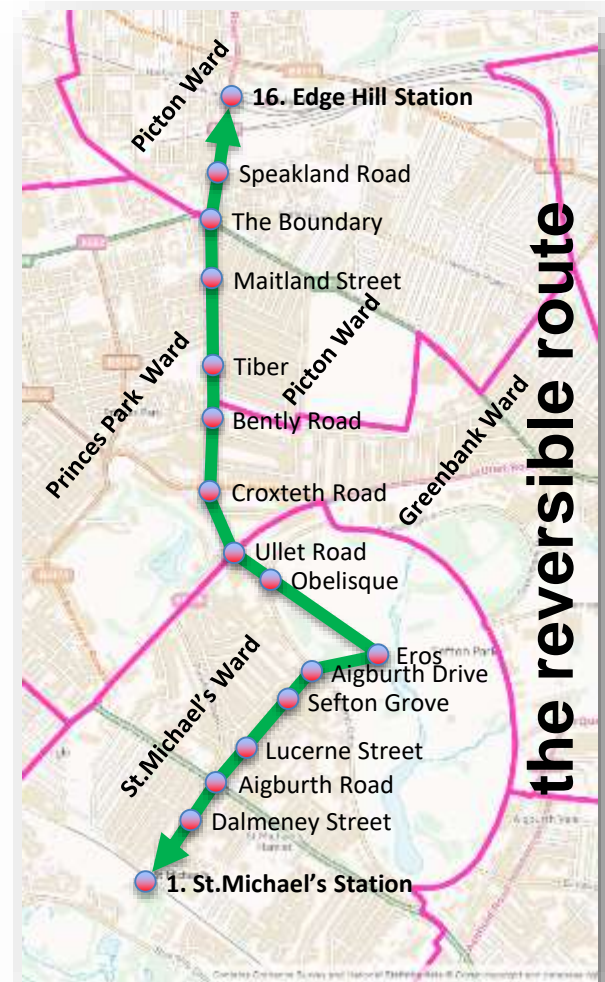 Picton Ward
16. Edge Hill Station
Speakland Road
The Boundary
Maitland Street
Picton Ward
Princes Park Ward
Tiber
Bently Road
Greenbank Ward
Croxteth Road
Ullet Road
Obelisque
Eros
Sefton Park
Aigburth Drive
St.Michael's Ward
Sefton Grove
Lucerne Street
Aigburth Road
Dalmeney Street
1. St.Michael's Station
the reversible route